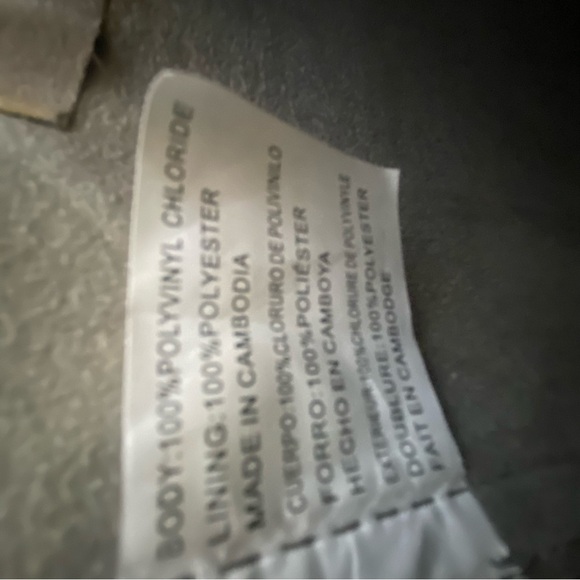 BODY:100%POLYVINYL CHLORIDE
LINING:100%POLYESTER
MADE IN CAMBODIA
CUERPO:100%CLORURO DE POLIVINILO
FORRO:100%POLIÉSTER
HECHO EN CAMBOYA
EXTERIEUR:100%CHLORURE DE POLYVINYLE
DOUBLURE:100%POLYESTER
FAIT EN CAMBODGE